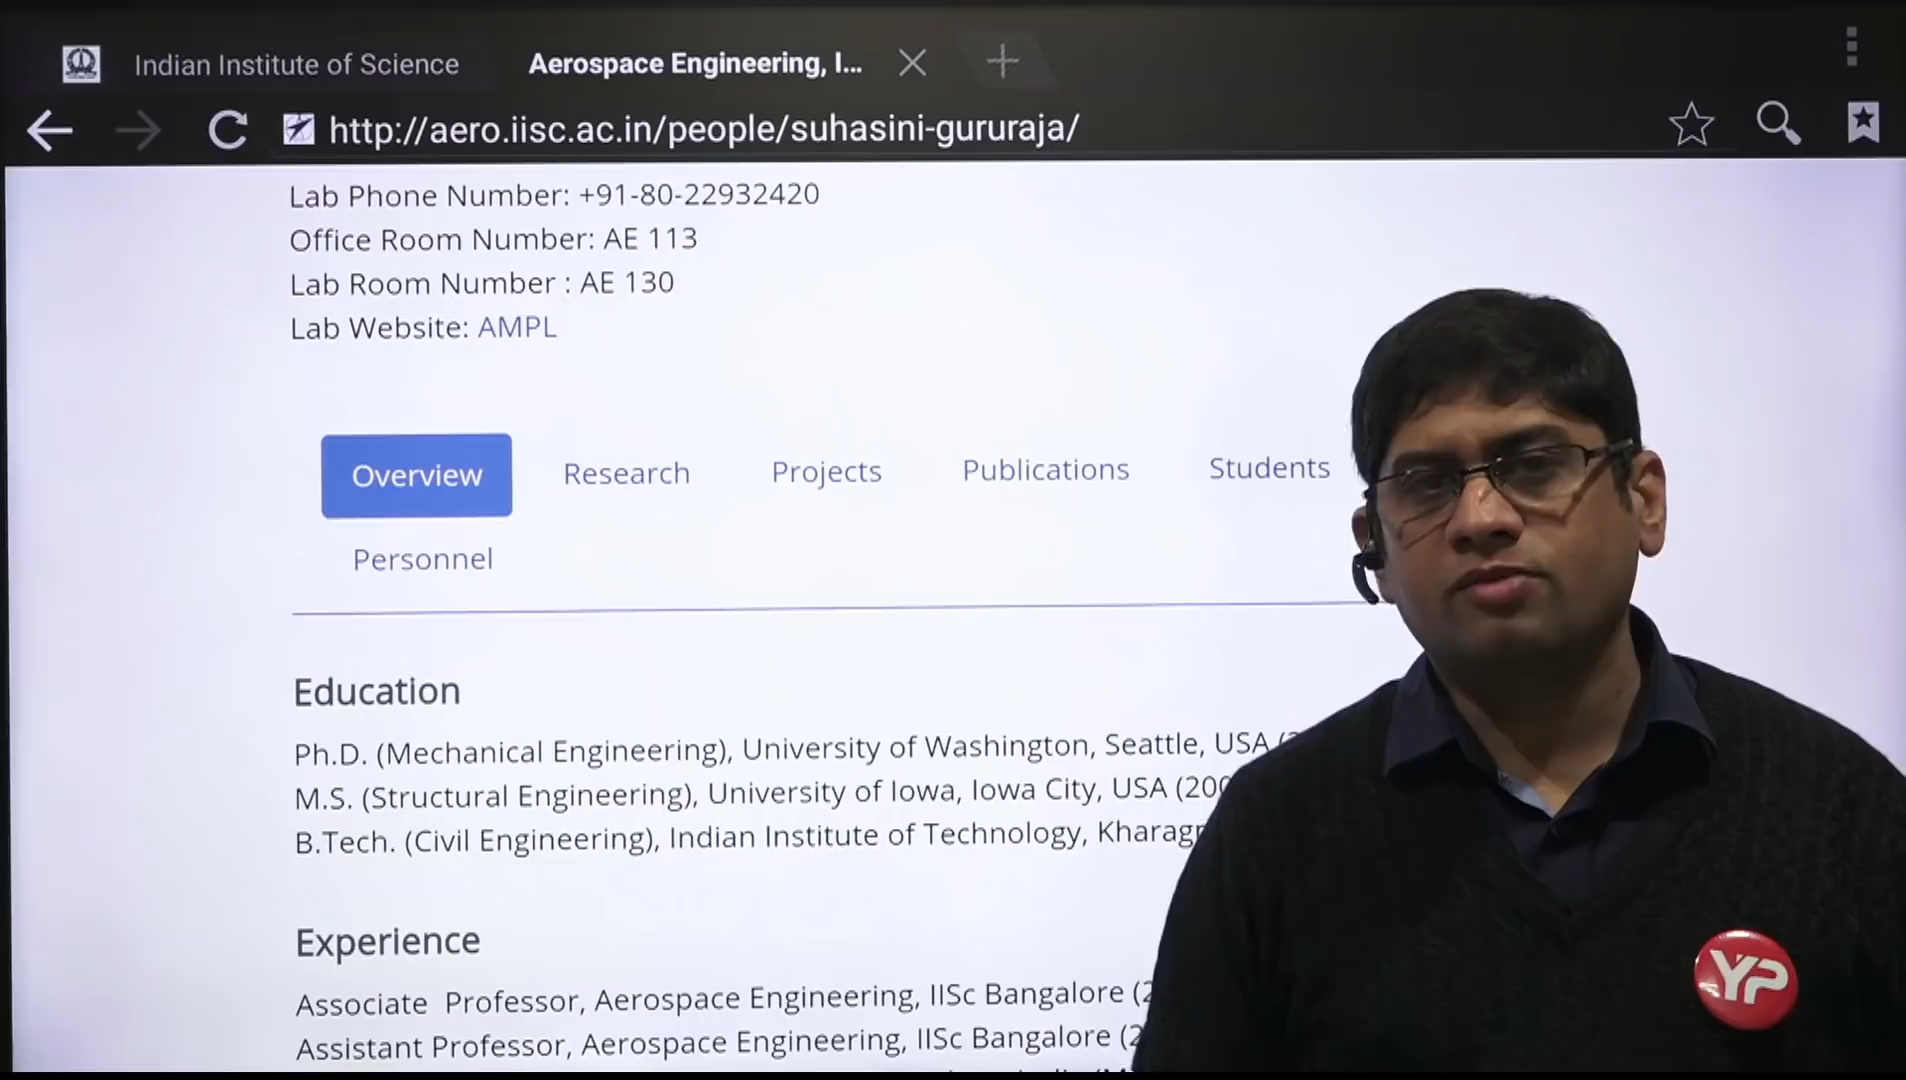 Indian Institute of Science
Aerospace Engineering, I...
http://aero.iisc.ac.in/people/suhasini-gururaja/
Lab Phone Number: +91-80-22932420
Office Room Number: AE 113
Lab Room Number : AE 130
Lab Website: AMPL
Overview Research Projects Publications Students
Personnel
Education
Ph.D. (Mechanical Engineering), University of Washington, Seattle, USA
M.S. (Structural Engineering), University of Iowa, Iowa City, USA (200
B.Tech. (Civil Engineering), Indian Institute of Technology,
Experience
Associate Professor, Aerospace Engineering, IISc Bangalore (2
Assistant Professor, Aerospace Engineering, IISc Bangalore (2
YP